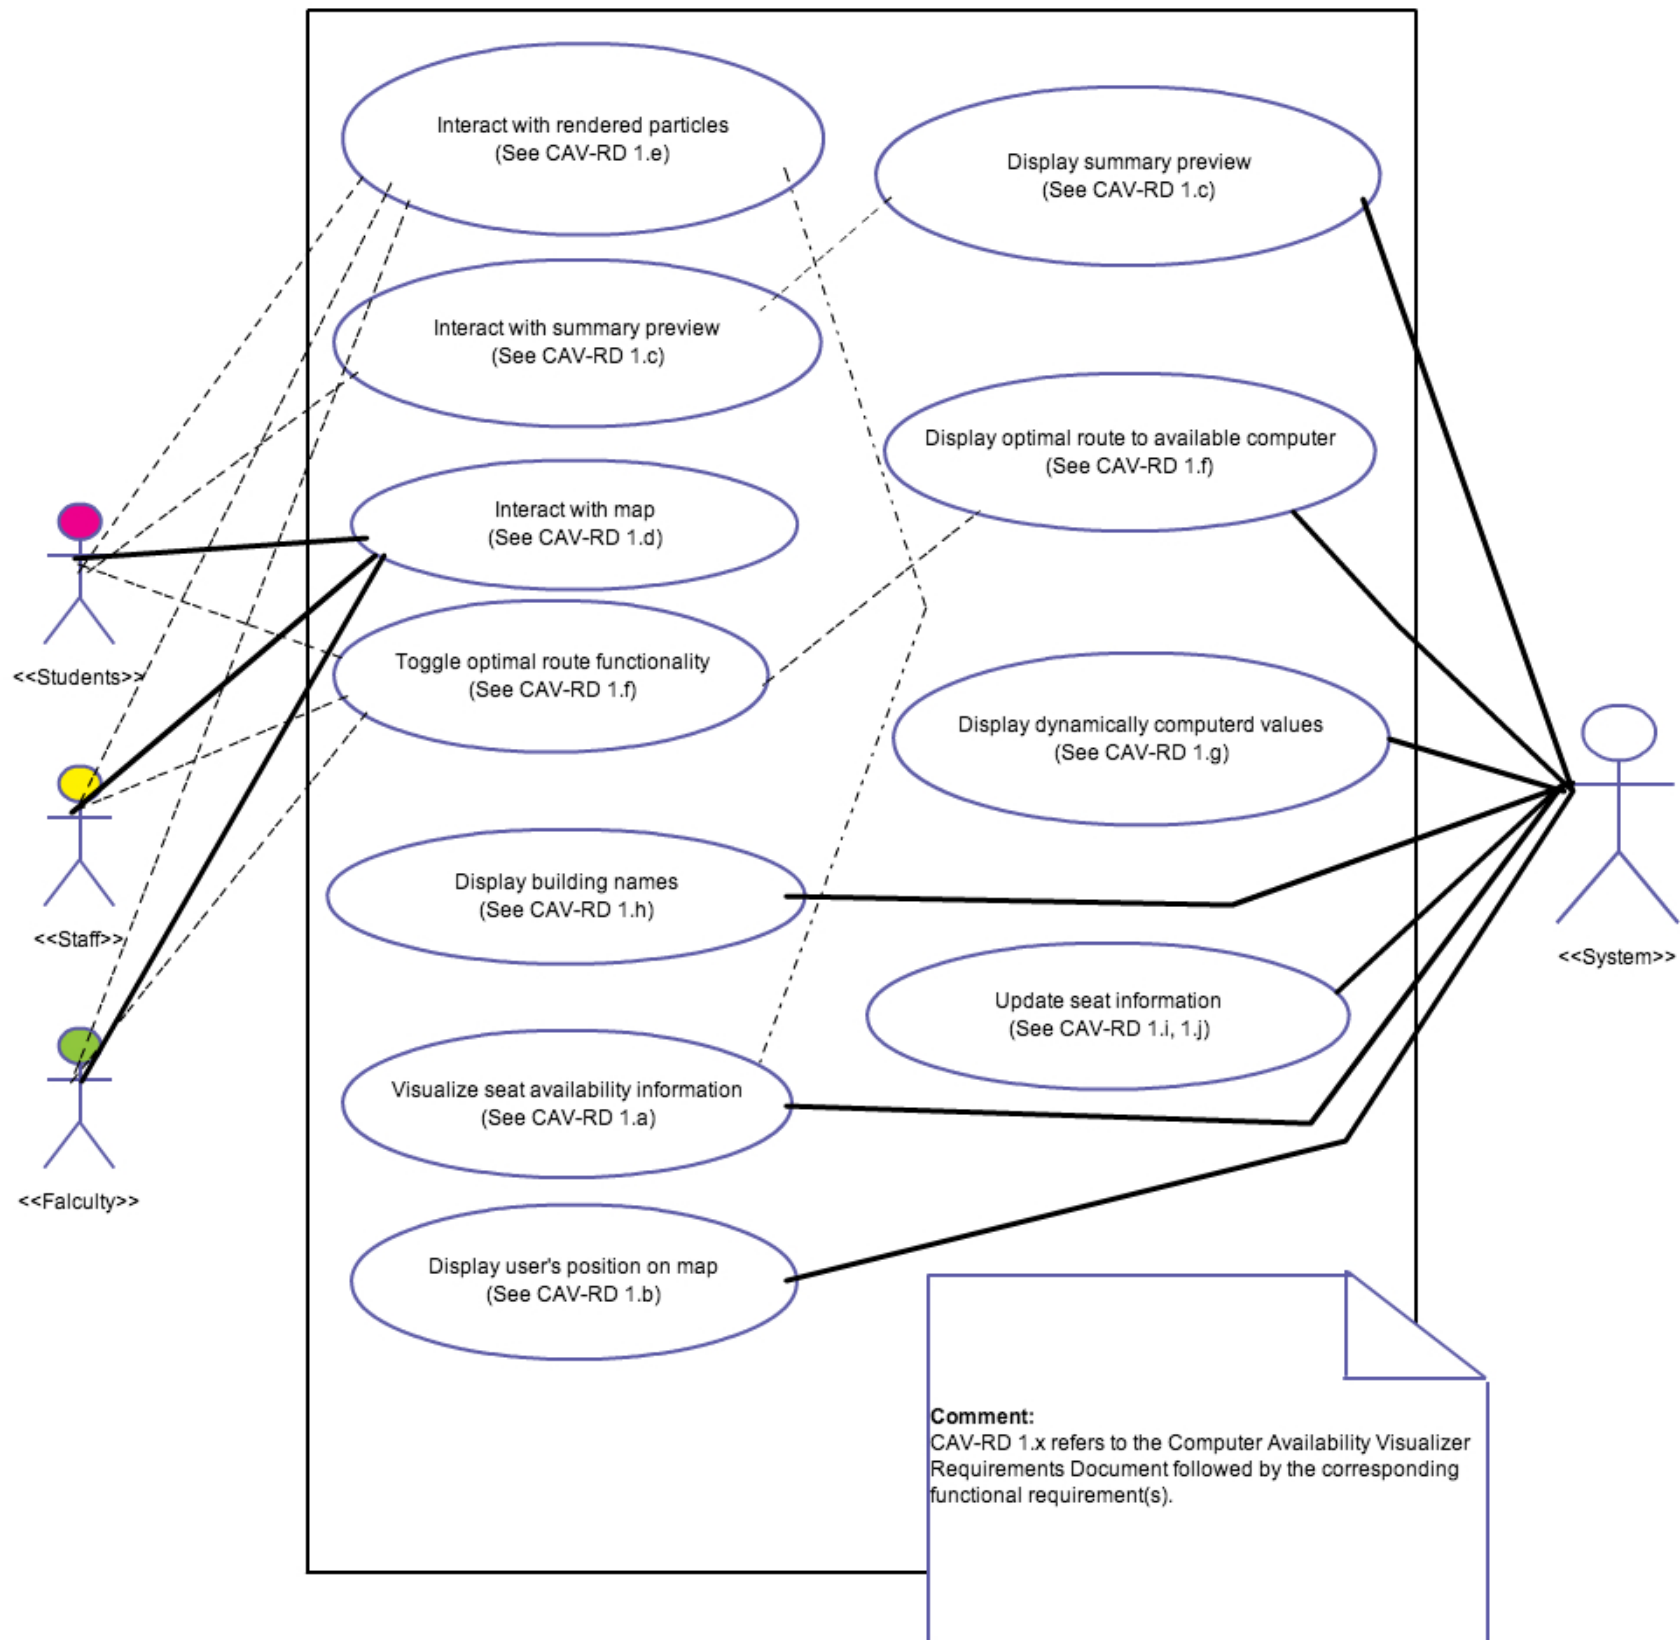 Interact with rendered particles
(See CAV-RD 1.e)
Display summary preview
(See CAV-RD 1.c)
Interact with summary preview
(See CAV-RD 1.c)
Display optimal route to available computer
(See CAV-RD 1.f)
Interact with map
(See CAV-RD 1.d)
<<Students>>
Toggle optimal route functionality
(See CAV-RD 1.f)
Display dynamically computerd values
(See CAV-RD 1.g)
Display building names
(See CAV-RD 1.h)
<<Staff>>
<<System>>
Update seat information
(See CAV-RD 1.i, 1.j)
Visualize seat availability information
(See CAV-RD 1.a)
<<Falculty>>
Display user's position on map
(See CAV-RD 1.b)
Comment:
CAV-RD 1.x refers to the Computer Availability Visualizer
Requirements Document followed by the corresponding
functional requirement(s).